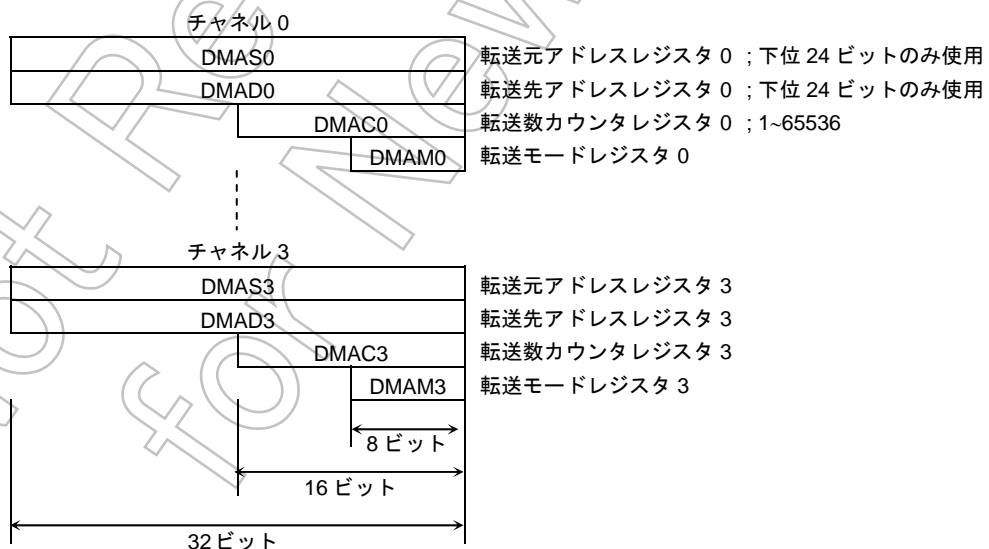 チャネル 0
DMAS0 転送元アドレスレジスタ 0 ; 下位 24 ビットのみ使用
DMAD0 転送先アドレスレジスタ 0 ; 下位 24 ビットのみ使用
DMAC0 転送数カウンタレジスタ 0 ; 1~65536
DMAM0 転送モードレジスタ 0
チャネル 3
DMAS3 転送元アドレスレジスタ 3
DMAD3 転送先アドレスレジスタ 3
DMAC3 転送数カウンタレジスタ 3
DMAM3 転送モードレジスタ 3
8 ビット
16 ビット
32 ビット